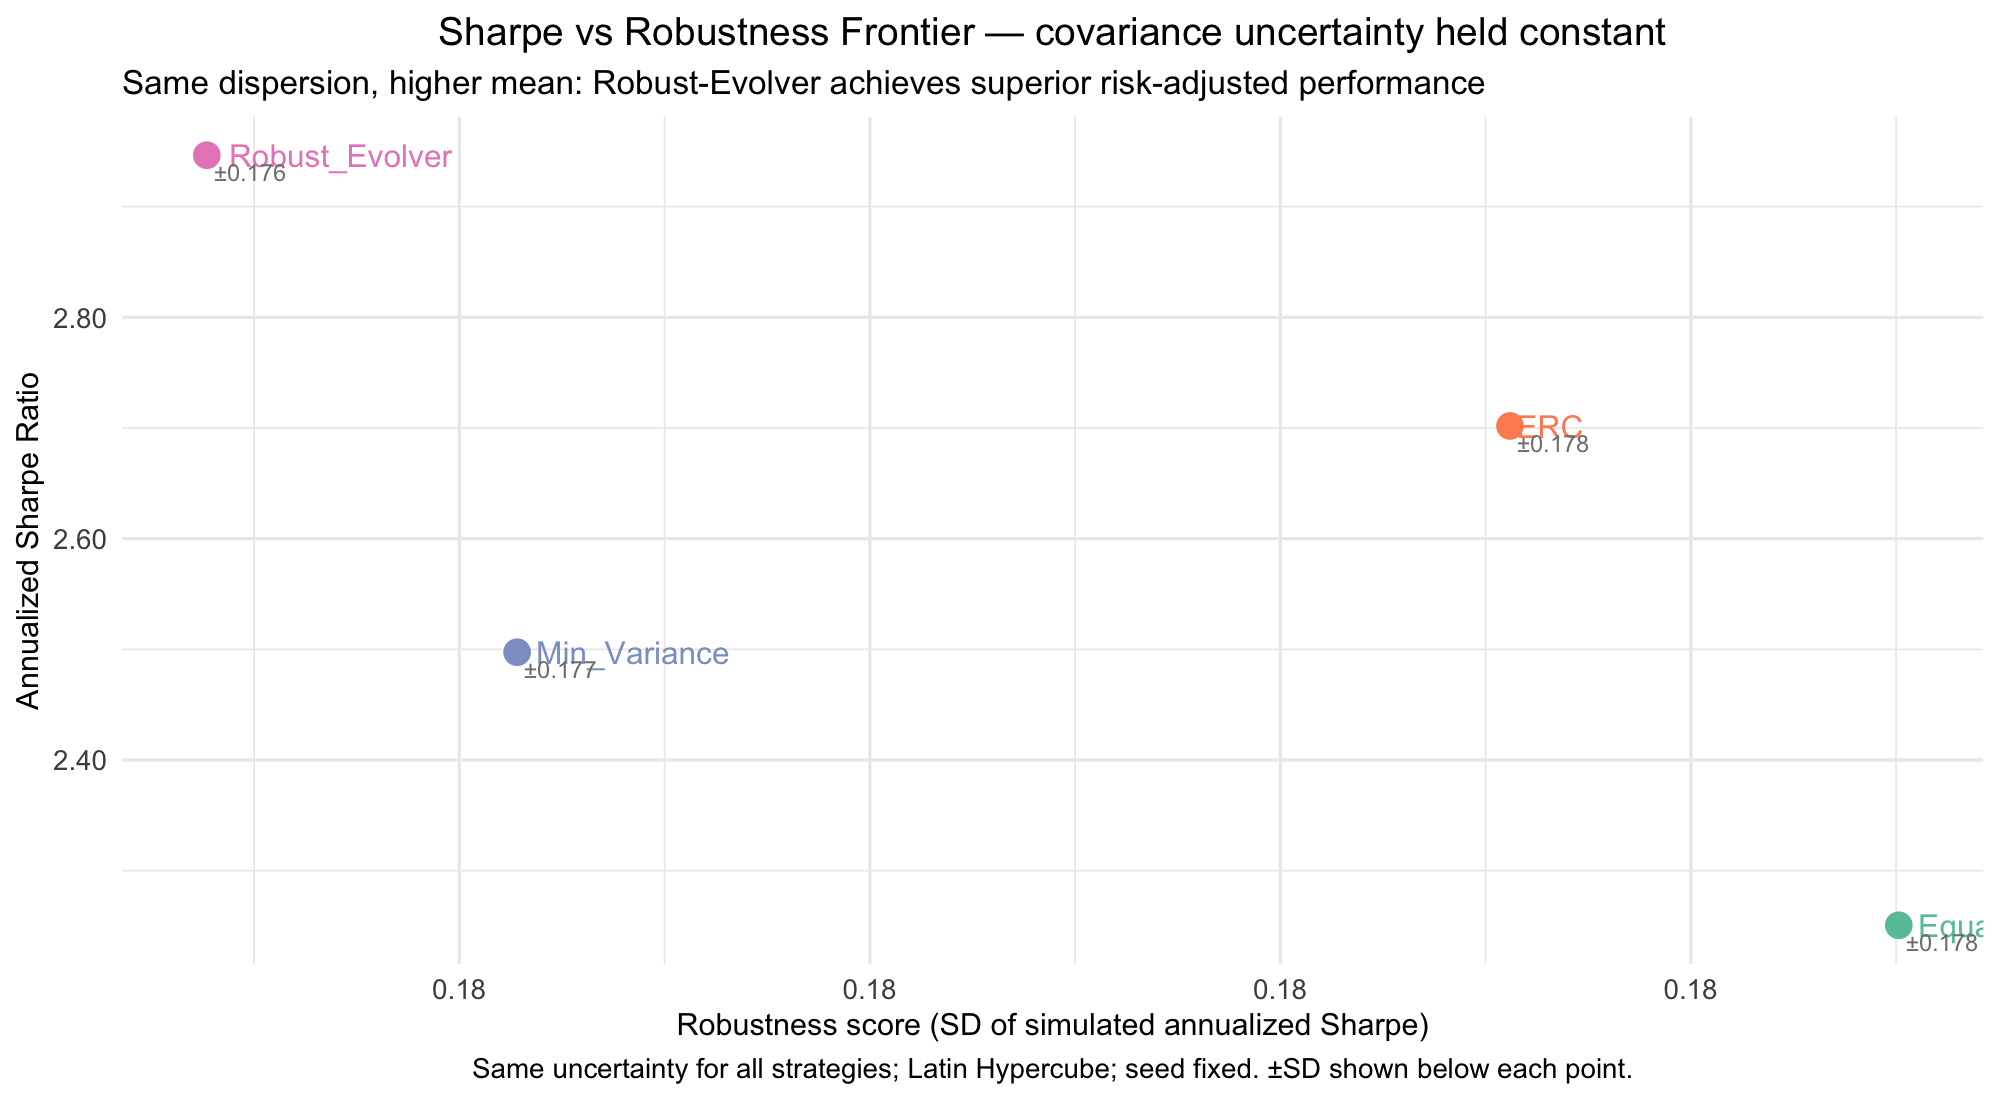 Sharpe vs Robustness Frontier — covariance uncertainty held constant
Same dispersion, higher mean: Robust-Evolver achieves superior risk-adjusted performance
Robust_Evolver
±0.176
2.80
ERC
±0.178
2.60
Min_Variance
±0.177
2.40
Equa
±0.178
Annualized Sharpe Ratio
0.18 0.18 0.18 0.18
Robustness score (SD of simulated annualized Sharpe)
Same uncertainty for all strategies; Latin Hypercube; seed fixed. ±SD shown below each point.